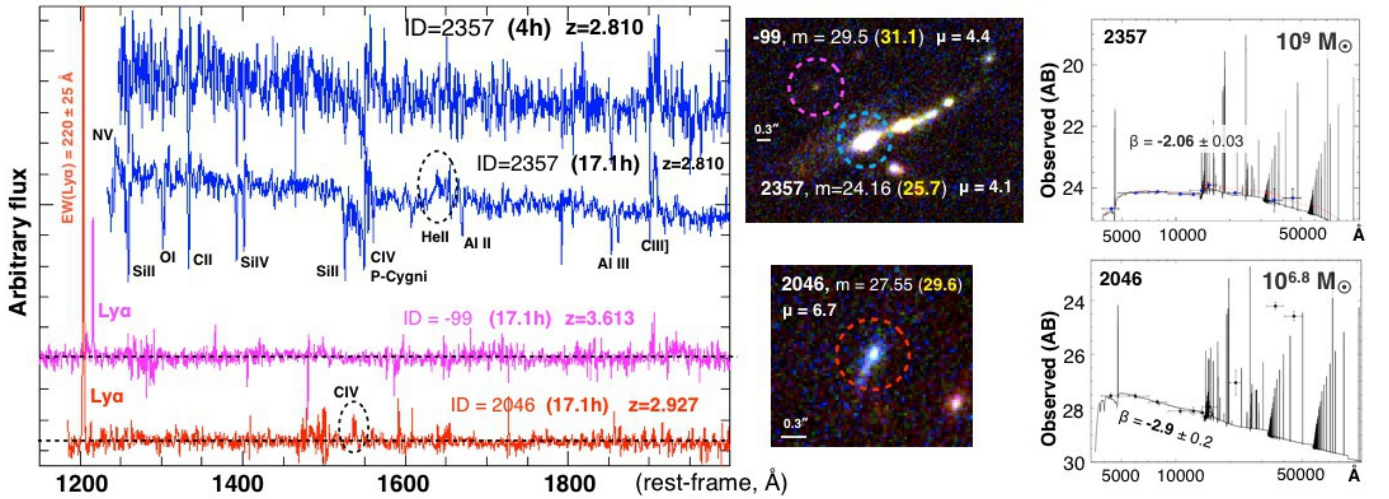 ID=2357 (4h) z=2.810
EW(Lyα) = 220 ± 25 Å
NV
ID=2357 (17.1h) z=2.810
SiII
OI
CII
SiIV
SiII
CIV
P-Cygni
HeII
Al II
Al III
CIII]
Lyα
ID = -99 (17.1h) z=3.613
Lyα
CIV
ID = 2046 (17.1h) z=2.927
Arbitrary flux
1200 1400 1600 1800
(rest-frame, Å)
-99, m = 29.5 (31.1) μ = 4.4
0.3"
2357, m=24.16 (25.7) μ = 4.1
2046, m = 27.55 (29.6)
μ = 6.7
0.3"
2357 10⁹ M⊙
Observed (AB)
20
22
24
β = -2.06 ± 0.03
5000 10000 50000 Å
2046 10⁶·⁸ M⊙
Observed (AB)
24
26
28
30
β = -2.9 ± 0.2
5000 10000 50000 Å